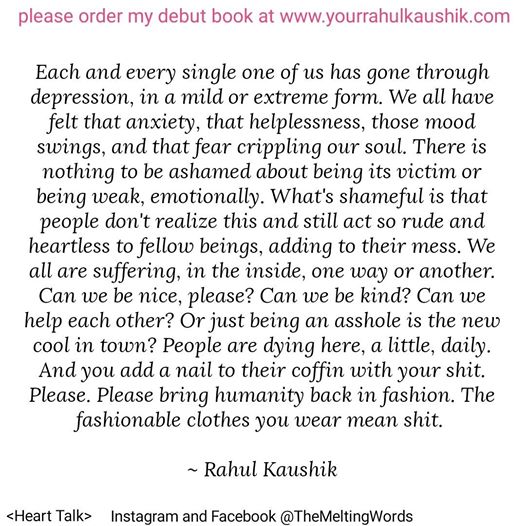 please order my debut book at www.yourrahulkaushik.com
Each and every single one of us has gone through
depression, in a mild or extreme form. We all have
felt that anxiety, that helplessness, those mood
swings, and that fear crippling our soul. There is
nothing to be ashamed about being its victim or
being weak, emotionally. What's shameful is that
people don't realize this and still act so rude and
heartless to fellow beings, adding to their mess. We
all are suffering, in the inside, one way or another.
Can we be nice, please? Can we be kind? Can we
help each other? Or just being an asshole is the new
cool in town? People are dying here, a little, daily.
And you add a nail to their coffin with your shit.
Please. Please bring humanity back in fashion. The
fashionable clothes you wear mean shit.
~ Rahul Kaushik
<Heart Talk> Instagram and Facebook @TheMeltingWords